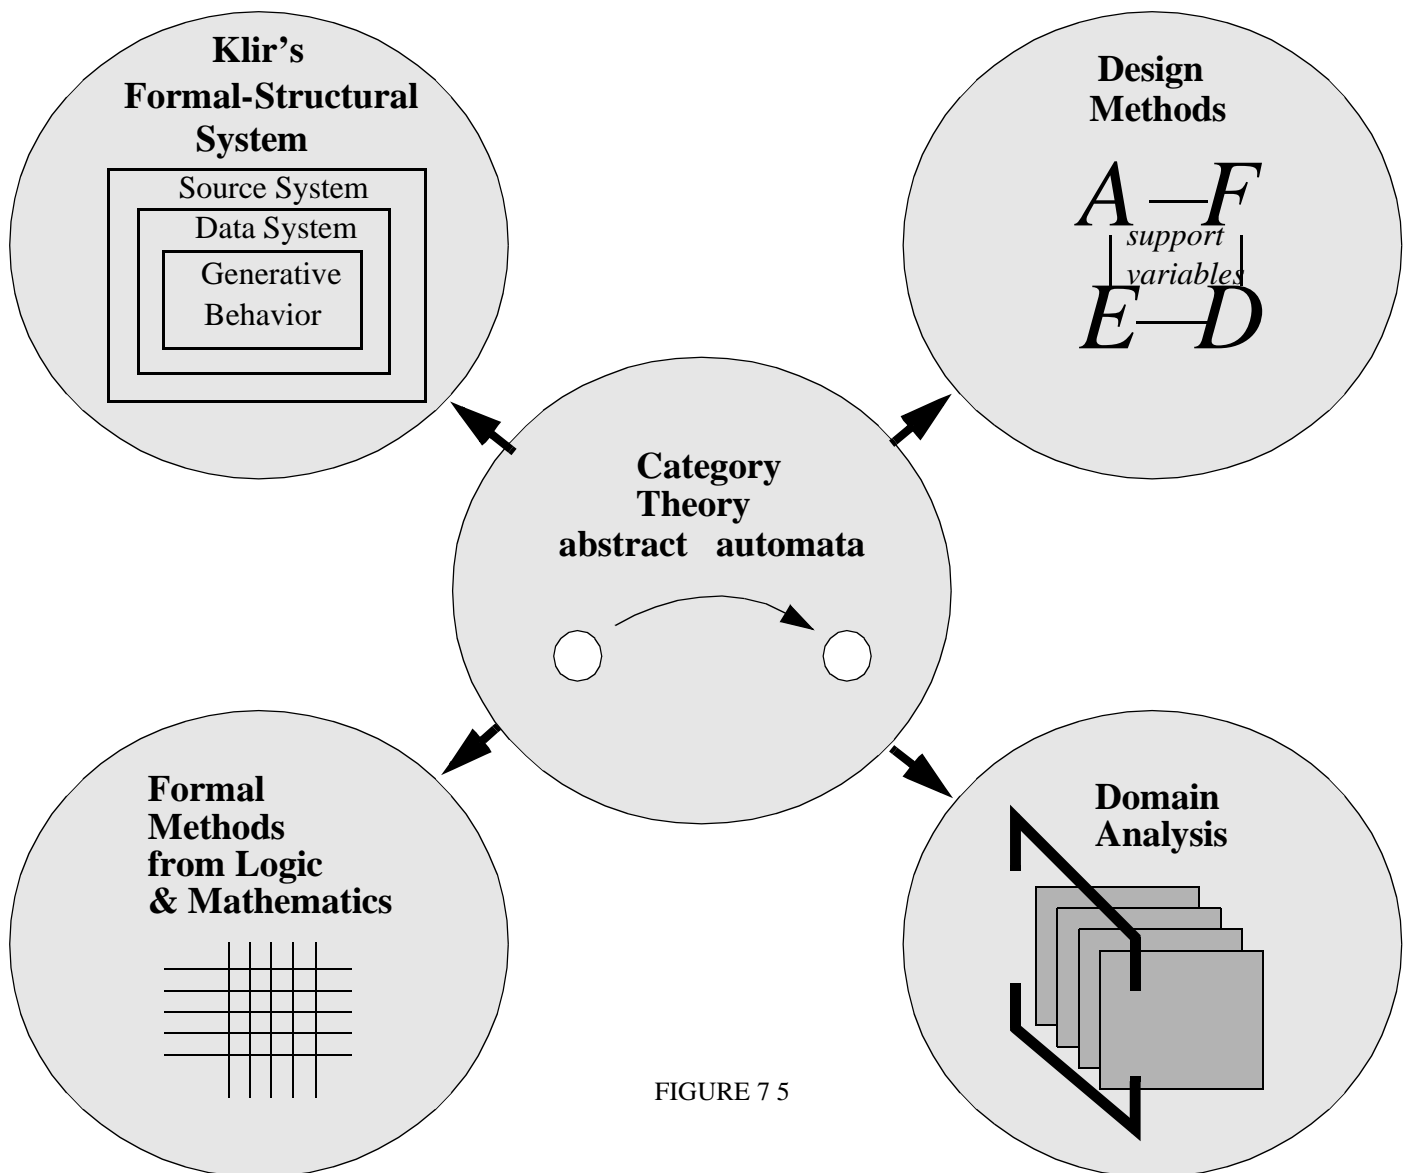 Klir's
Formal-Structural
System
Source System
Data System
Generative
Behavior
Design
Methods
A F
support
variables
E D
Category
Theory
abstract automata
Formal
Methods
from Logic
& Mathematics
Domain
Analysis
FIGURE 7 5